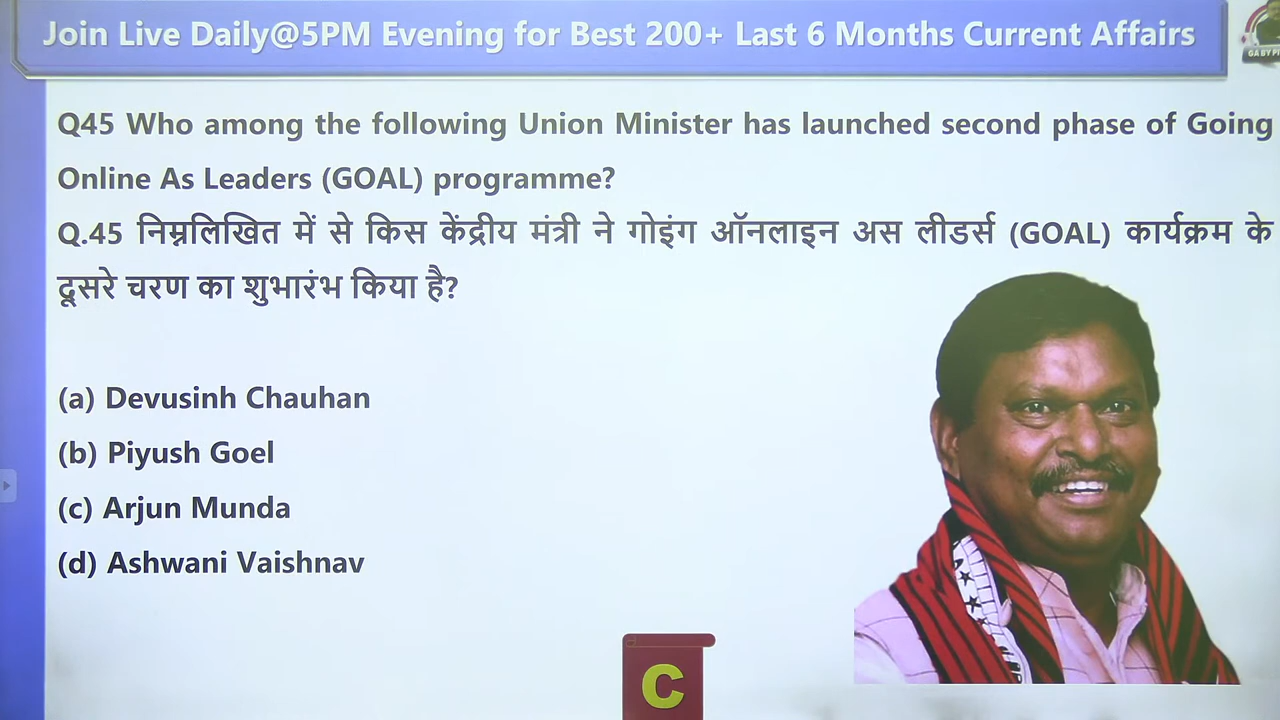 Join Live Daily@5PM Evening for Best 200+ Last 6 Months Current Affairs
Q45 Who among the following Union Minister has launched second phase of Going
Online As Leaders (GOAL) programme?
Q.45 निम्नलिखित में से किस केंद्रीय मंत्री ने गोइंग ऑनलाइन अस लीडर्स (GOAL) कार्यक्रम के
दूसरे चरण का शुभारंभ किया है?
(a) Devusinh Chauhan
(b) Piyush Goel
(c) Arjun Munda
(d) Ashwani Vaishnav
C